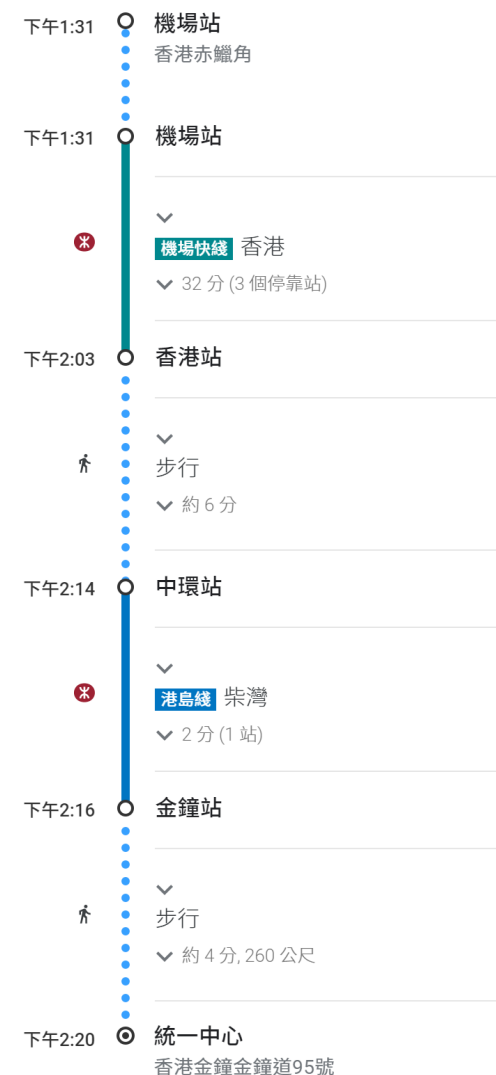 下午1:31 機場站
香港赤鱲角
下午1:31 機場站
機場快綫 香港
32 分 (3 個停靠站)
下午2:03 香港站
步行
約 6 分
下午2:14 中環站
港島綫 柴灣
2 分 (1 站)
下午2:16 金鐘站
步行
約 4 分, 260 公尺
下午2:20 統一中心
香港金鐘金鐘道95號